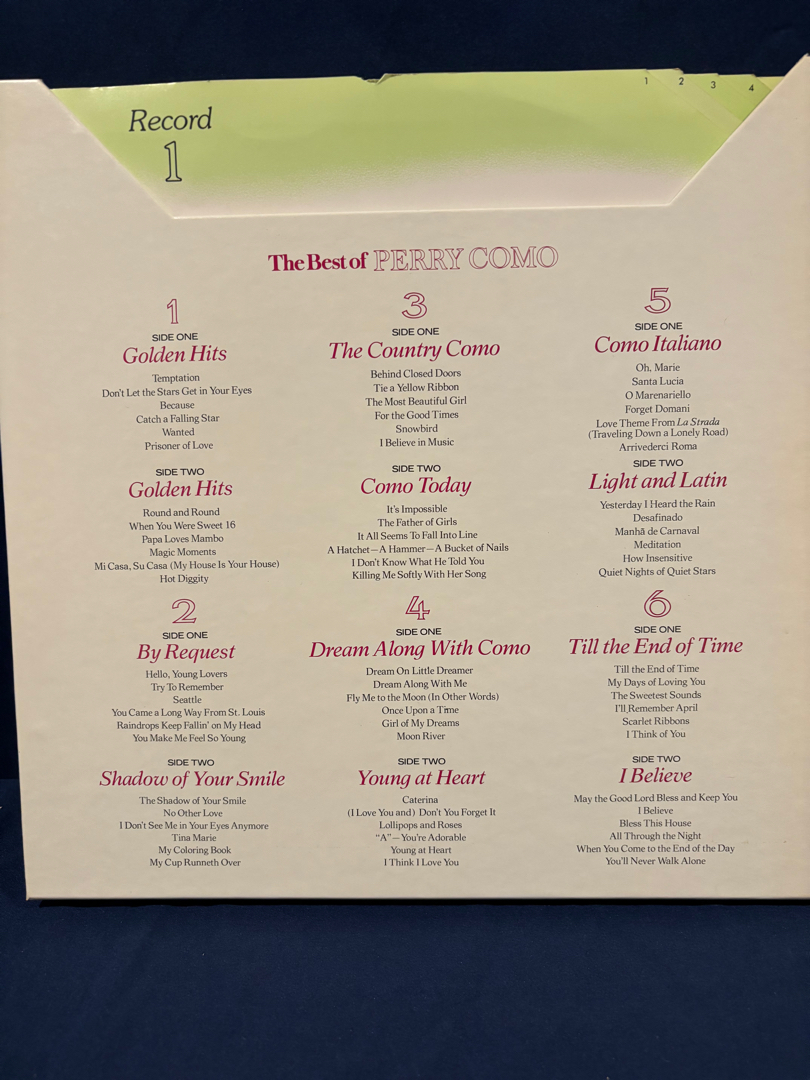 Record
1
1
2
3
4
The Best of PERRY COMO
1
SIDE ONE
Golden Hits
Temptation
Don't Let the Stars Get in Your Eyes
Because
Catch a Falling Star
Wanted
Prisoner of Love
SIDE TWO
Golden Hits
Round and Round
When You Were Sweet 16
Papa Loves Mambo
Magic Moments
Mi Casa, Su Casa (My House Is Your House)
Hot Diggity
2
SIDE ONE
By Request
Hello, Young Lovers
Try To Remember
Seattle
You Came a Long Way From St. Louis
Raindrops Keep Fallin' on My Head
You Make Me Feel So Young
SIDE TWO
Shadow of Your Smile
The Shadow of Your Smile
No Other Love
I Don't See Me in Your Eyes Anymore
Tina Marie
My Coloring Book
My Cup Runneth Over
3
SIDE ONE
The Country Como
Behind Closed Doors
Tie a Yellow Ribbon
The Most Beautiful Girl
For the Good Times
Snowbird
I Believe in Music
SIDE TWO
Como Today
It's Impossible
The Father of Girls
It All Seems To Fall Into Line
A Hatchet—A Hammer—A Bucket of Nails
I Don't Know What He Told You
Killing Me Softly With Her Song
4
SIDE ONE
Dream Along With Como
Dream On Little Dreamer
Dream Along With Me
Fly Me to the Moon (In Other Words)
Once Upon a Time
Girl of My Dreams
Moon River
SIDE TWO
Young at Heart
Caterina
(I Love You and) Don't You Forget It
Lollipops and Roses
"A"—You're Adorable
Young at Heart
I Think I Love You
5
SIDE ONE
Como Italiano
Oh, Marie
Santa Lucia
O Marenariello
Forget Domani
Love Theme From La Strada
(Traveling Down a Lonely Road)
Arrivederci Roma
SIDE TWO
Light and Latin
Yesterday I Heard the Rain
Desafinado
Manhã de Carnaval
Meditation
How Insensitive
Quiet Nights of Quiet Stars
6
SIDE ONE
Till the End of Time
Till the End of Time
My Days of Loving You
The Sweetest Sounds
I'll Remember April
Scarlet Ribbons
I Think of You
SIDE TWO
I Believe
May the Good Lord Bless and Keep You
I Believe
Bless This House
All Through the Night
When You Come to the End of the Day
You'll Never Walk Alone